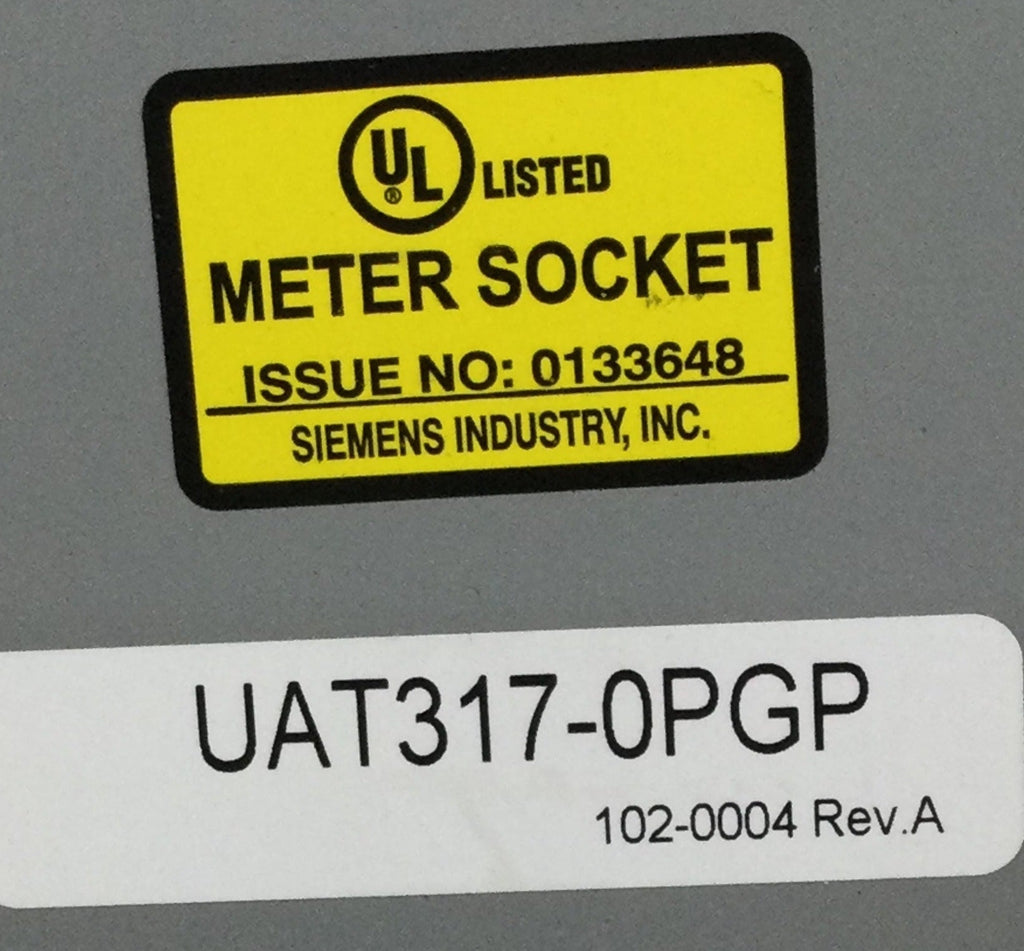 UL® LISTED
METER SOCKET
ISSUE NO: 0133648
SIEMENS INDUSTRY, INC.
UAT317-0PGP
102-0004 Rev.A